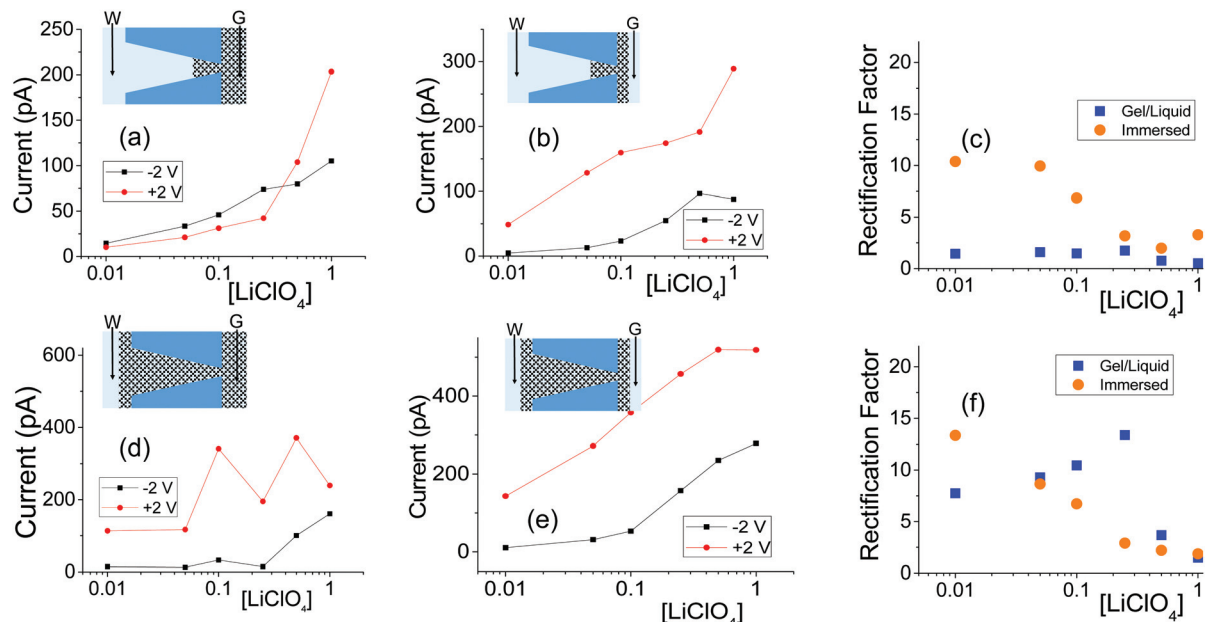 W
G
Current (pA)
250
200
150
100
50
0
(a)
-2 V
+2 V
0.01
0.1
1
[LiClO4]
W
G
Current (pA)
300
200
100
0
(b)
-2 V
+2 V
0.01
0.1
1
[LiClO4]
Rectification Factor
20
15
10
5
0
Gel/Liquid
Immersed
(c)
0.01
0.1
1
[LiClO4]
W
G
Current (pA)
600
400
200
0
(d)
-2 V
+2 V
0.01
0.1
1
[LiClO4]
W
G
Current (pA)
400
200
0
(e)
-2 V
+2 V
0.01
0.1
1
[LiClO4]
Rectification Factor
20
15
10
5
0
Gel/Liquid
Immersed
(f)
0.01
0.1
1
[LiClO4]